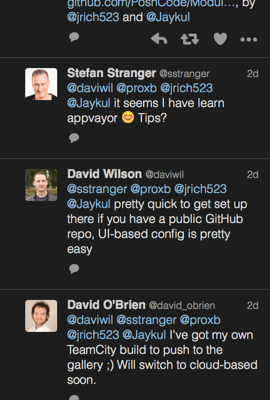 github.com/PoshCode/Modul…, by
@jrich523 and @Jaykul
Stefan Stranger @sstranger 2d
@daviwil @proxb @jrich523
@Jaykul it seems I have learn
appvayor 😊 Tips?
David Wilson @daviwil 2d
@sstranger @proxb @jrich523
@Jaykul pretty quick to get set up
there if you have a public GitHub
repo, UI-based config is pretty
easy
David O'Brien @david_obrien 2d
@daviwil @sstranger @proxb
@jrich523 @Jaykul I've got my own
TeamCity build to push to the
gallery ;) Will switch to cloud-based
soon.